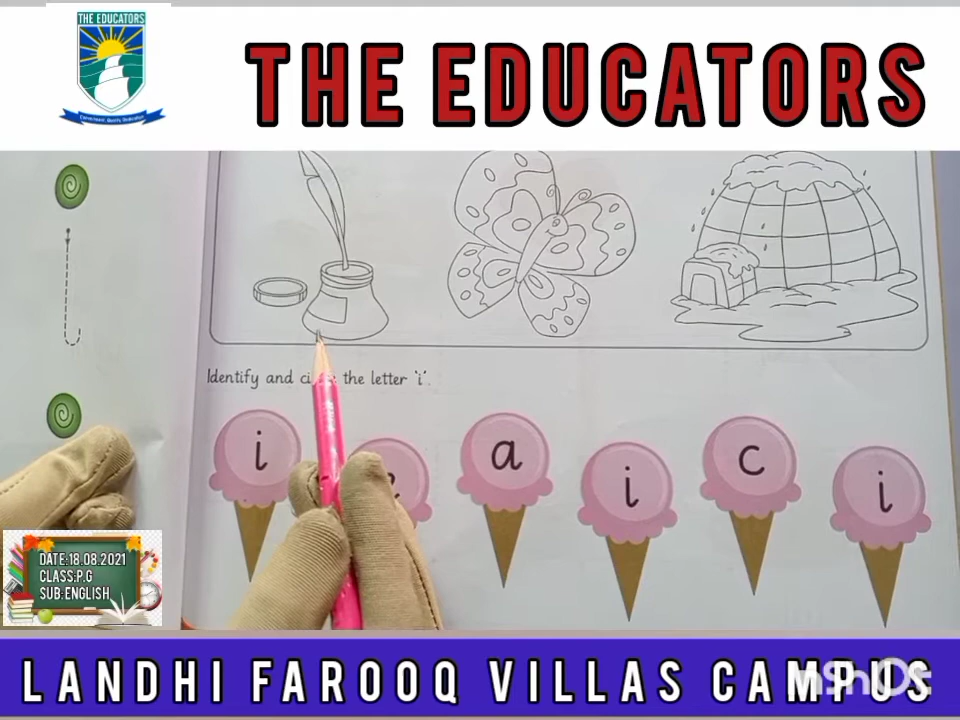 THE EDUCATORS
THE EDUCATORS
Identify and the letter 'i'.
i
a
i
c
i
DATE:18.08.2021
CLASS:P.G
SUB:ENGLISH
LANDHI FAROOQ VILLAS CAMPUS